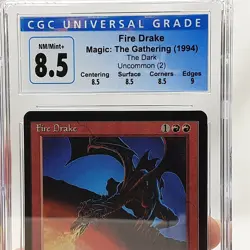 CGC UNIVERSAL GRADE
NM/Mint+
8.5
Fire Drake
Magic: The Gathering (1994)
The Dark
Uncommon (2)
Centering Surface Corners Edges
8.5 8.5 8.5 9
Fire Drake 1